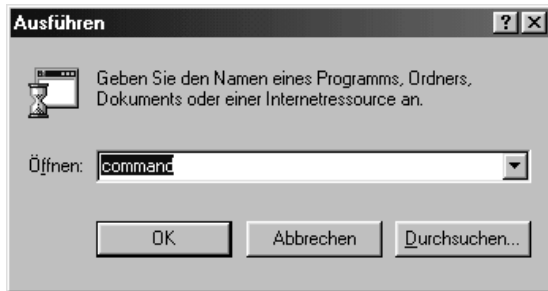 Ausführen
Geben Sie den Namen eines Programms, Ordners,
Dokuments oder einer Internetressource an.
Öffnen: command
OK Abbrechen Durchsuchen...